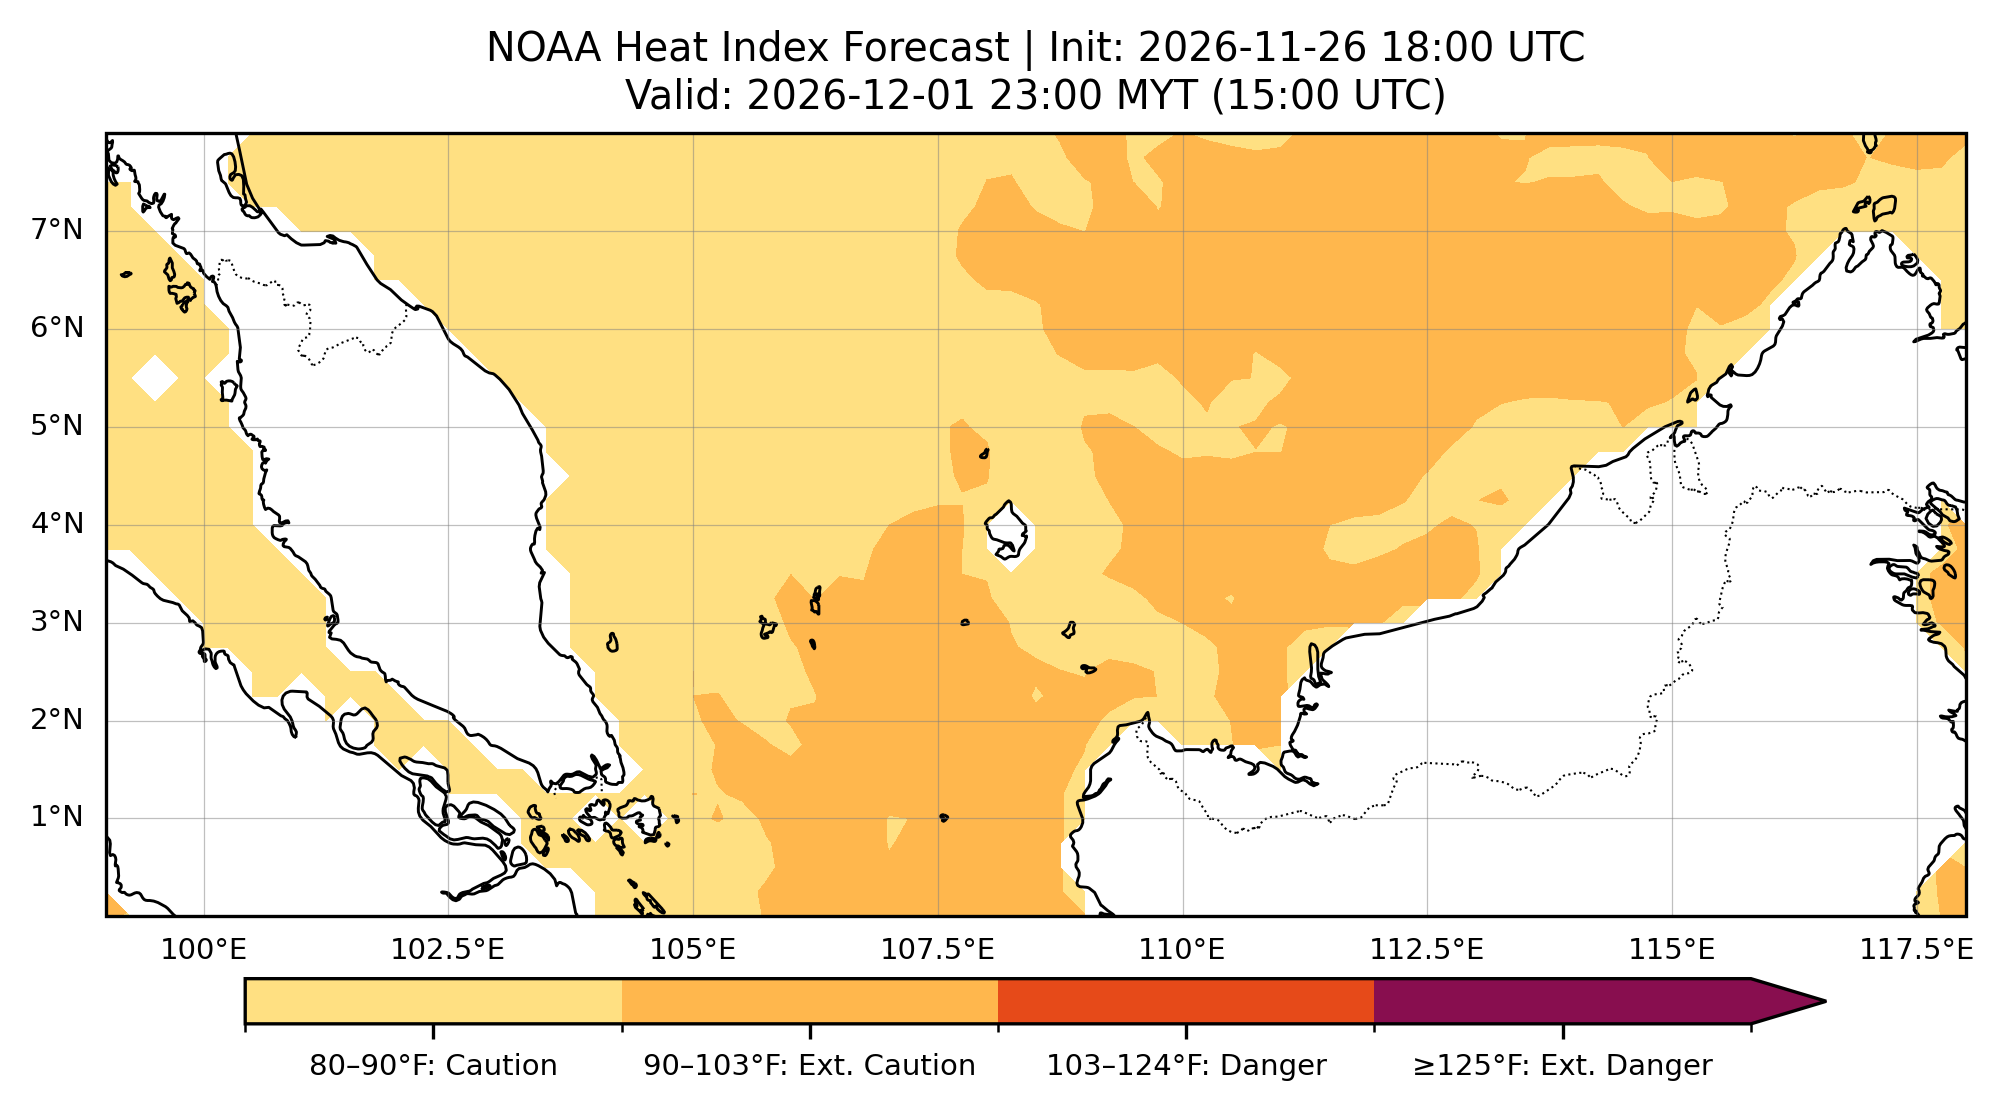 NOAA Heat Index Forecast | Init: 2026-11-26 18:00 UTC
Valid: 2026-12-01 23:00 MYT (15:00 UTC)
7°N
6°N
5°N
4°N
3°N
2°N
1°N
100°E
102.5°E
105°E
107.5°E
110°E
112.5°E
115°E
117.5°E
80–90°F: Caution
90–103°F: Ext. Caution
103–124°F: Danger
≥125°F: Ext. Danger